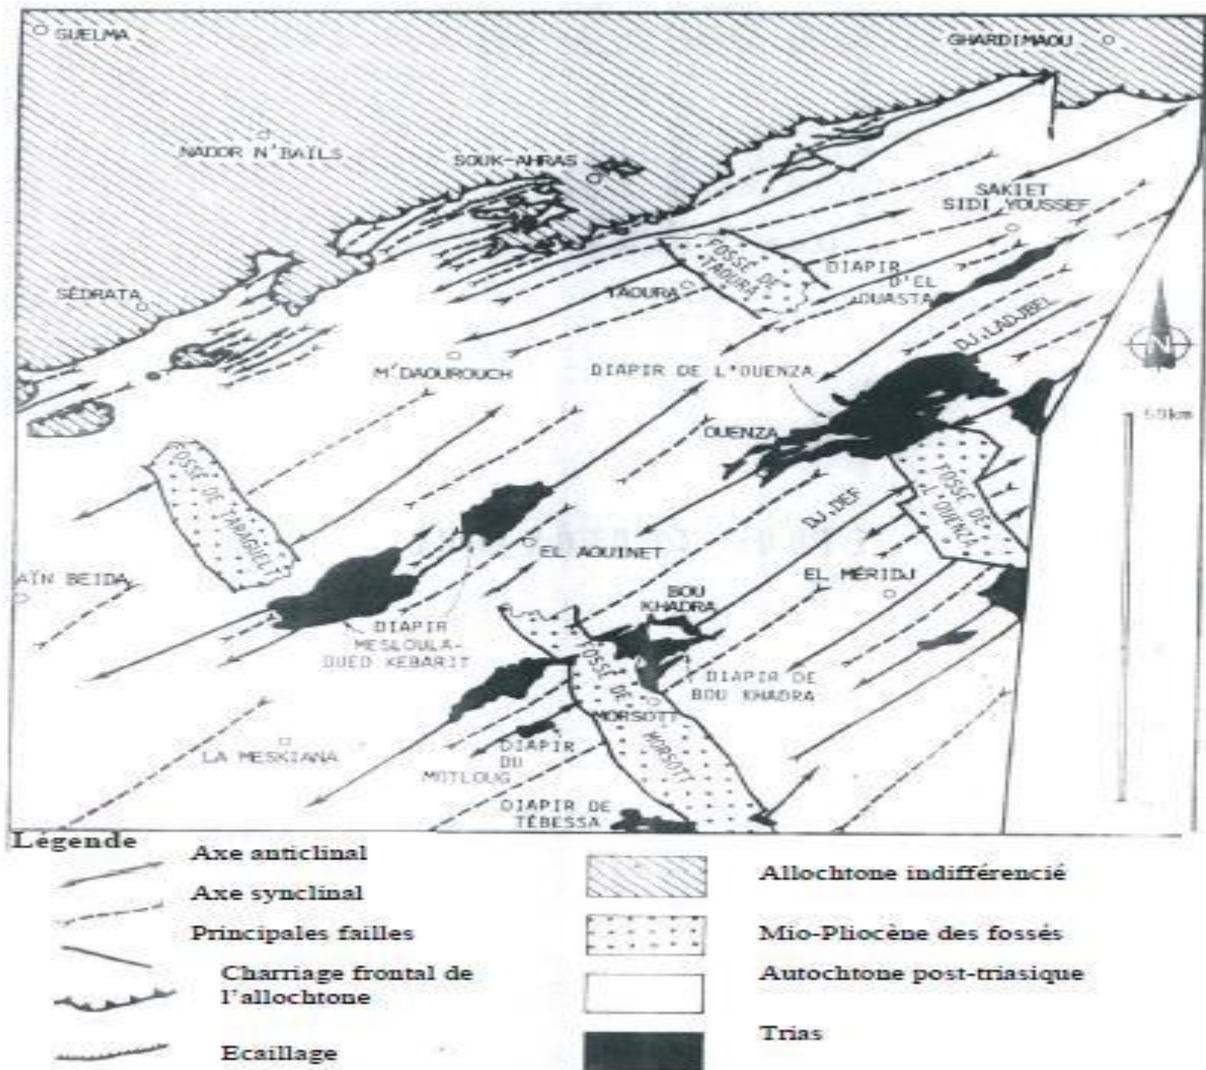 GUELMA
GHARDIMAOU
NADOR N'BAÏLS
SOUK-AHRAS
SAKIET
SIDI YOUSSEF
FOSSE DE
TAOURA
DIAPIR
D'EL
OUASTA
SÉDRATA
TAOURA
DJ.LADJBEL
N
M'DAOUROUCH
DIAPIR DE L'OUENZA
50km
OUENZA
FOSSE DE TARAGUELT
FOSSE DE
L'OUENZA
DJ.DEF
EL AOUINET
AÏN BEIDA
EL MÉRIDJ
BOU
KHADRA
DIAPIR
MESLOULA-
OUED KEBARIT
FOSSE DE
MORSOTT
DIAPIR DE
BOU KHADRA
MORSOTT
LA MESKIANA
DIAPIR
DU
MOTLOUG
DIAPIR DE
TÉBESSA
Légende
Axe anticlinal
Axe synclinal
Principales failles
Charriage frontal de
l'allochtone
Ecaillage
Allochtone indifférencié
Mio-Pliocène des fossés
Autochtone post-triasique
Trias